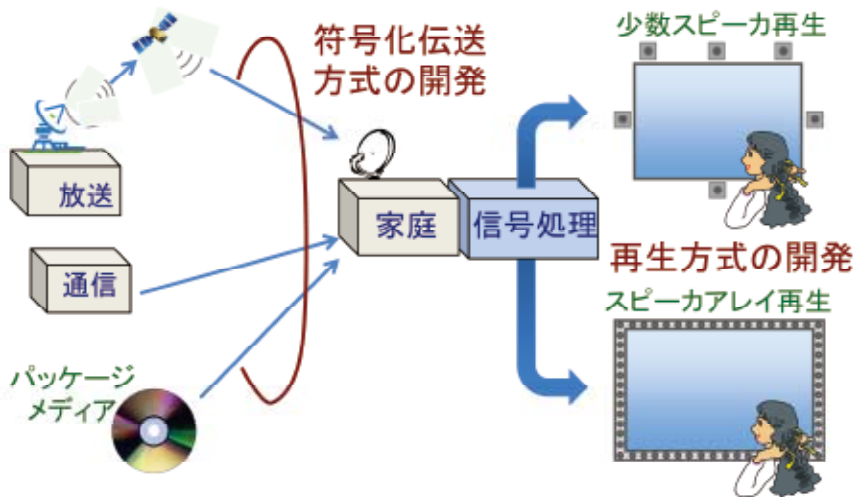 符号化伝送
方式の開発
少数スピーカ再生
放送
家庭
信号処理
通信
再生方式の開発
スピーカアレイ再生
パッケージ
メディア